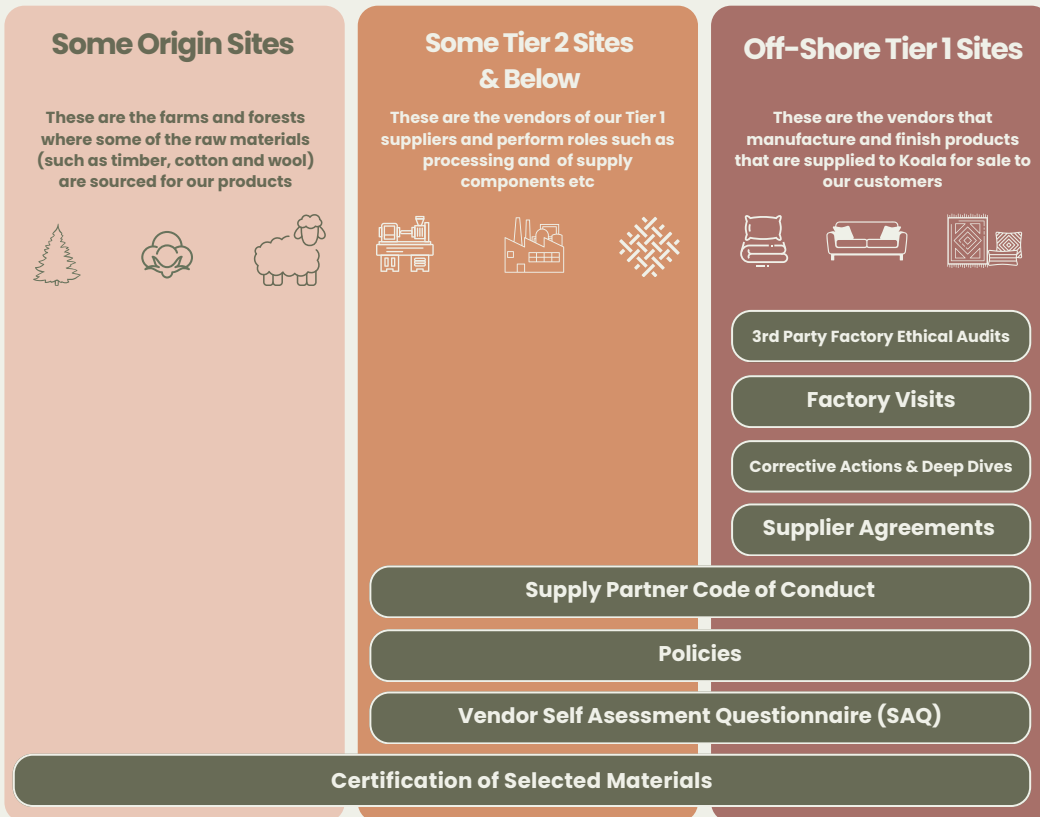 Some Origin Sites
These are the farms and forests
where some of the raw materials
(such as timber, cotton and wool)
are sourced for our products
Some Tier 2 Sites
& Below
These are the vendors of our Tier 1
suppliers and perform roles such as
processing and of supply
components etc
Off-Shore Tier 1 Sites
These are the vendors that
manufacture and finish products
that are supplied to Koala for sale to
our customers
3rd Party Factory Ethical Audits
Factory Visits
Corrective Actions & Deep Dives
Supplier Agreements
Supply Partner Code of Conduct
Policies
Vendor Self Asessment Questionnaire (SAQ)
Certification of Selected Materials